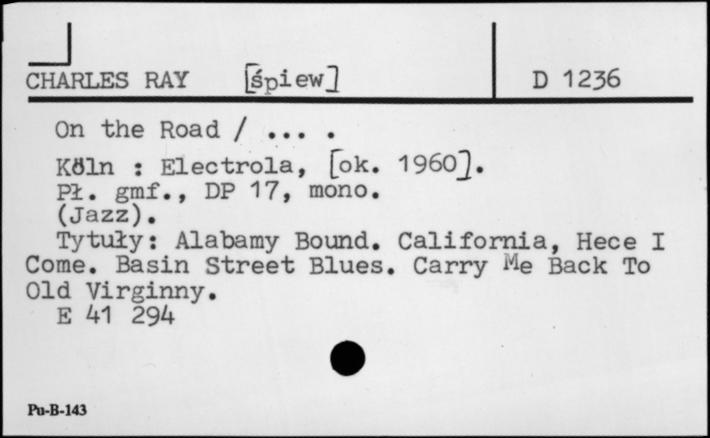 CHARLES RAY [śpiew] D 1236
On the Road / ... .
Köln : Electrola, [ok. 1960].
Pł. gmf., DP 17, mono.
(Jazz).
Tytuły: Alabamy Bound. California, Hece I
Come. Basin Street Blues. Carry Me Back To
Old Virginny.
E 41 294
Pu-B-143